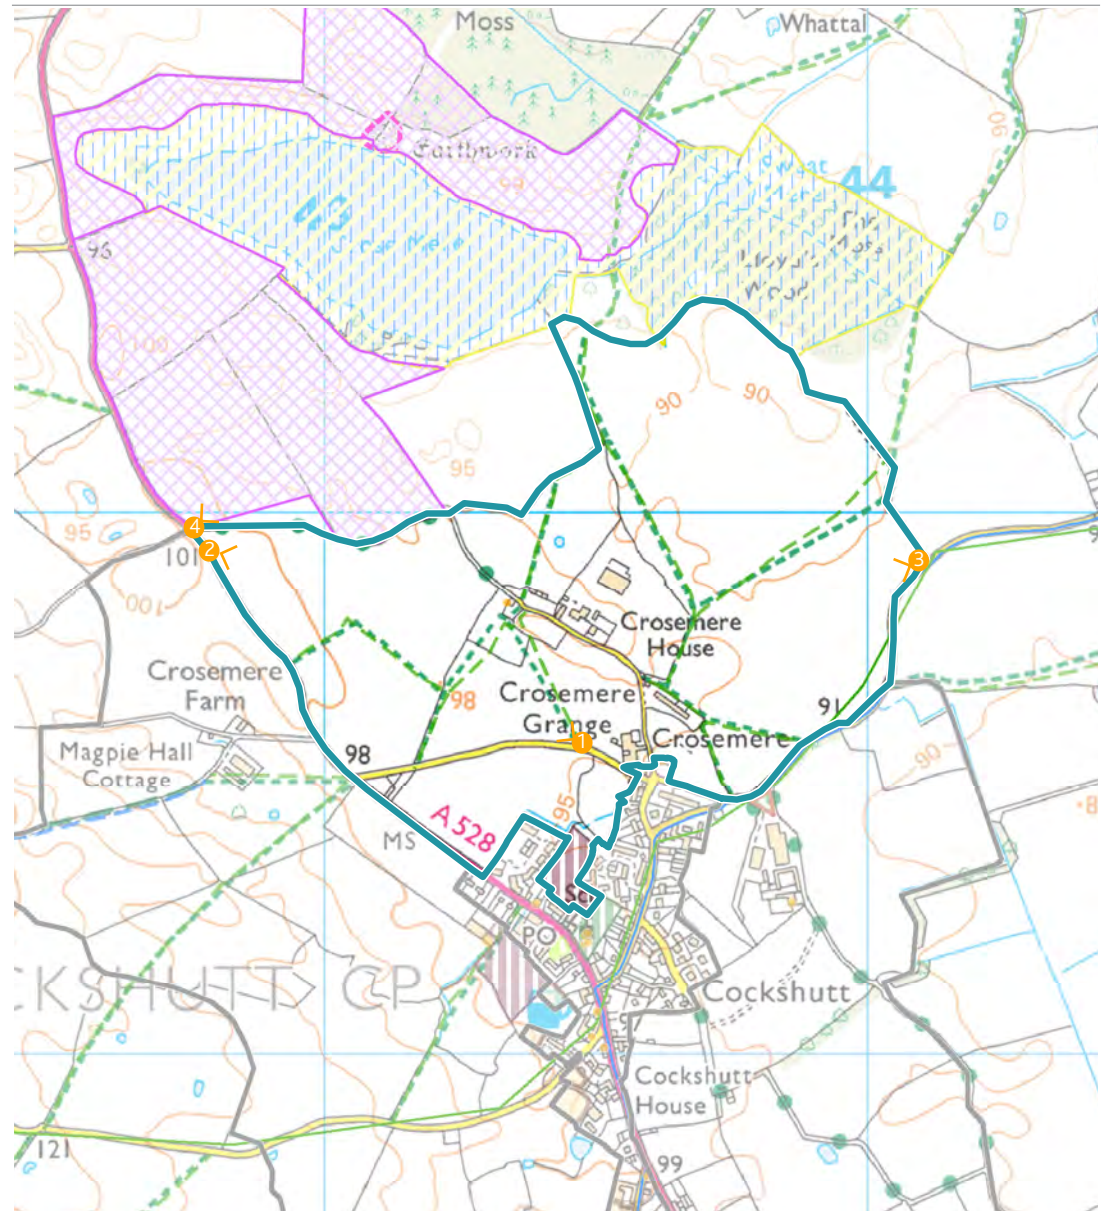 Moss
Whattal
Earthwork
44
96
100
90
90
90
95
95
4
2
101
100
3
Crosemere
House
Crosemere
Farm
98
Crosemere
Grange
1
91
Crosemere
90
98
Magpie Hall
Cottage
A 528
95
MS
Sch
PO
CKSHUTT CP
Cockshutt
Cockshutt
House
121
99